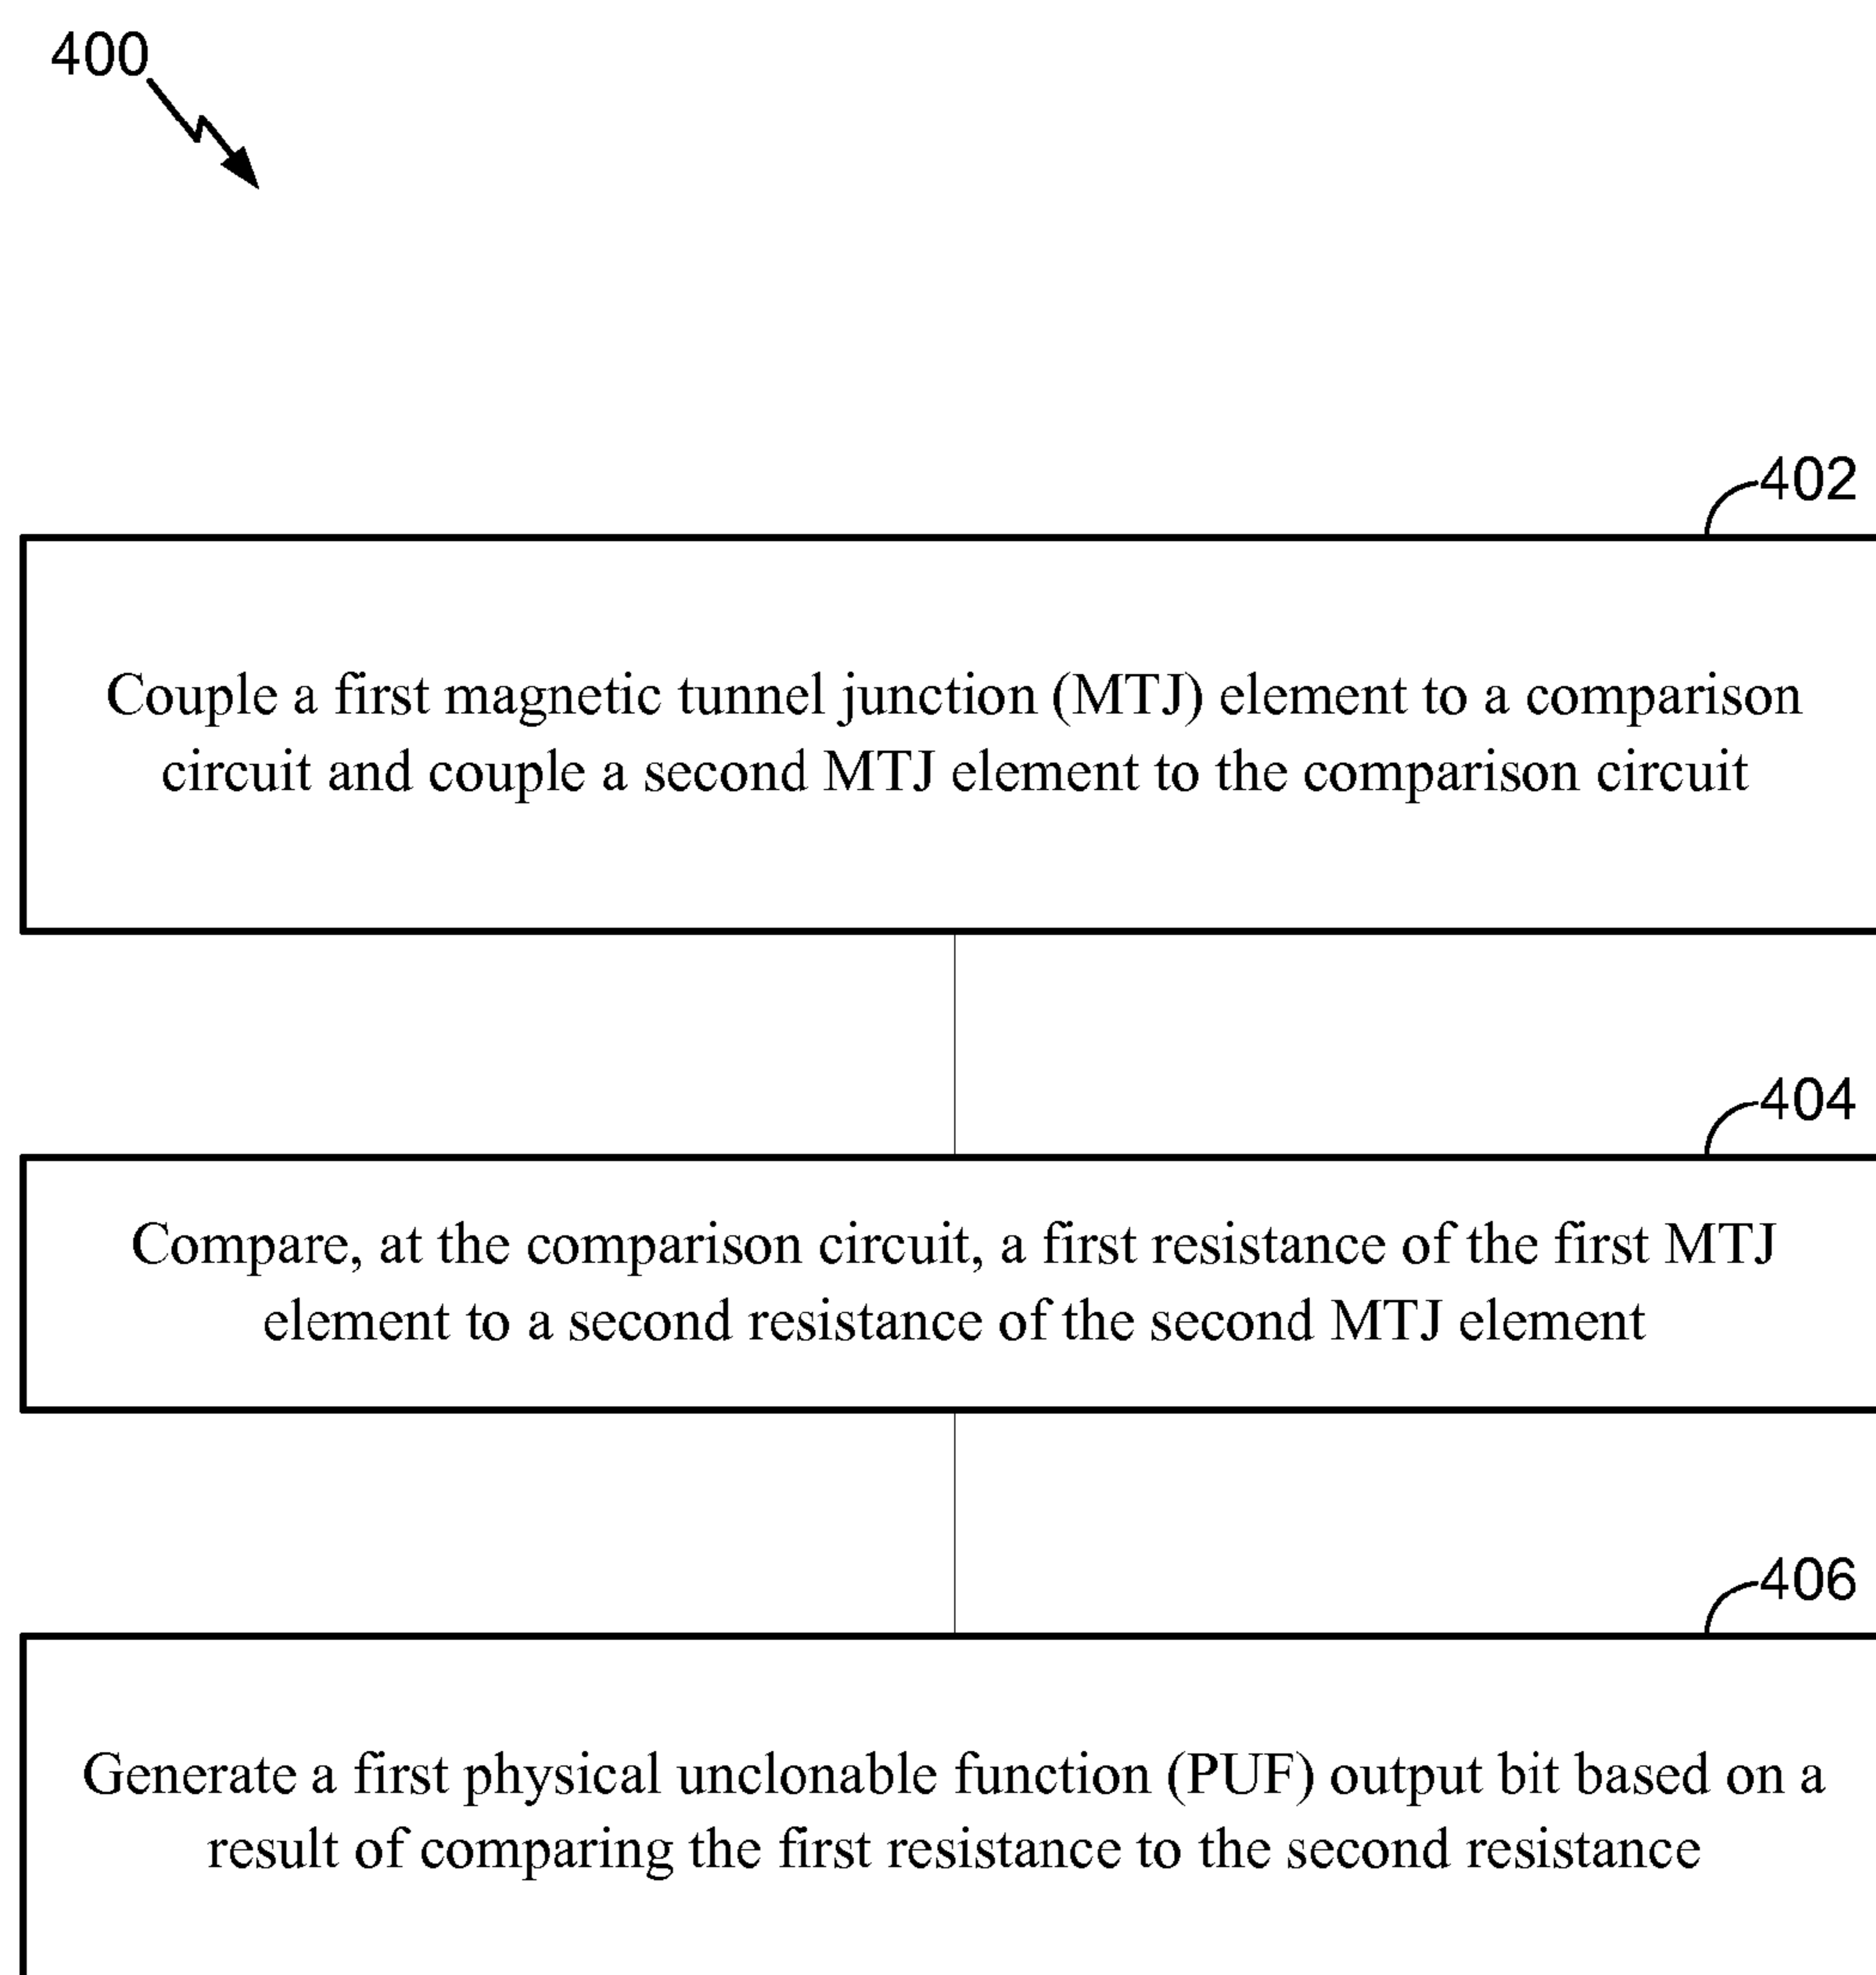 400
402
Couple a first magnetic tunnel junction (MTJ) element to a comparison
circuit and couple a second MTJ element to the comparison circuit
404
Compare, at the comparison circuit, a first resistance of the first MTJ
element to a second resistance of the second MTJ element
406
Generate a first physical unclonable function (PUF) output bit based on a
result of comparing the first resistance to the second resistance